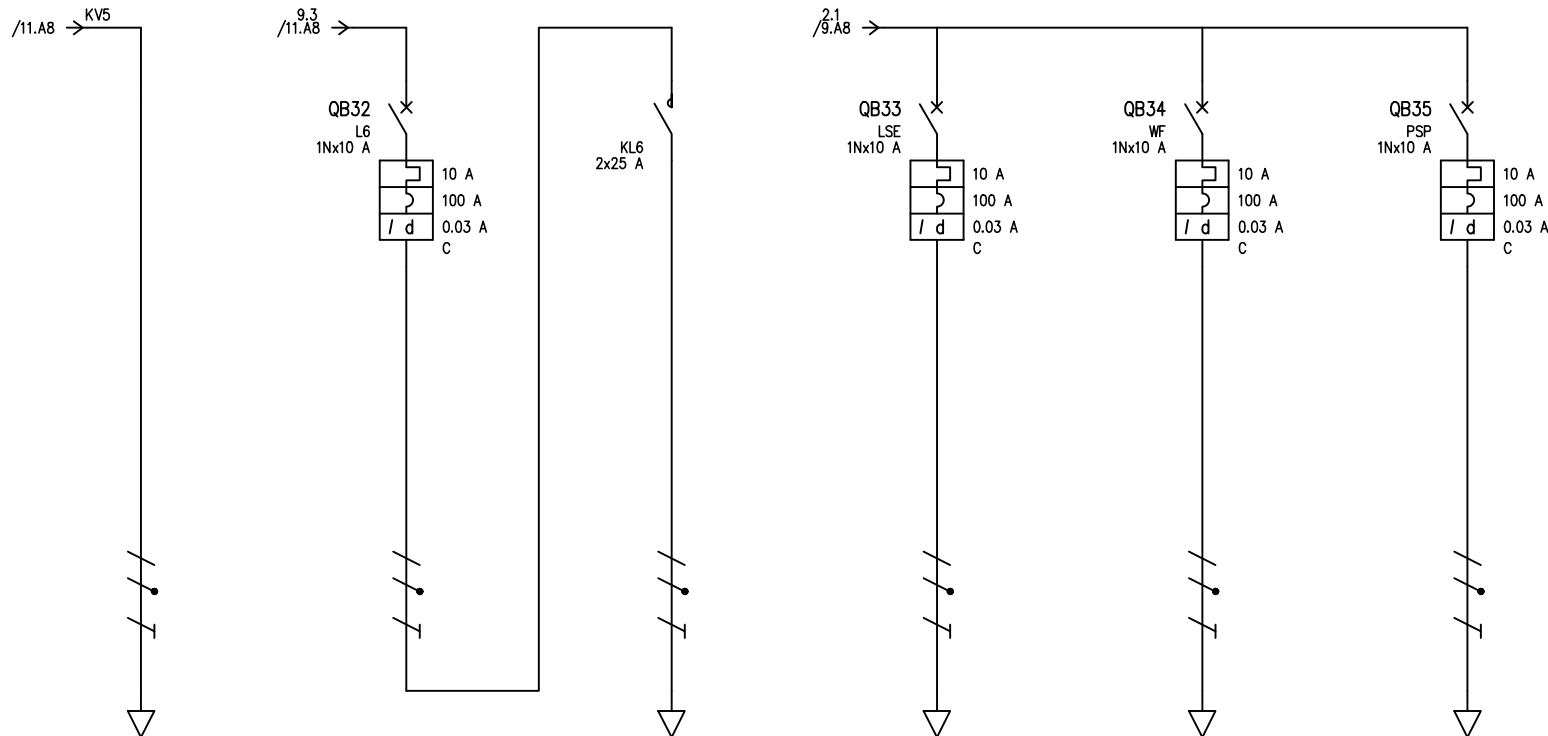 KV5
/11.A8
9.3
/11.A8
2.1
/9.A8
QB32
L6
1Nx10 A
10 A
100 A
I d
0.03 A
C
KL6
2x25 A
QB33
LSE
1Nx10 A
10 A
100 A
I d
0.03 A
C
QB34
WF
1Nx10 A
10 A
100 A
I d
0.03 A
C
QB35
PSP
1Nx10 A
10 A
100 A
I d
0.03 A
C